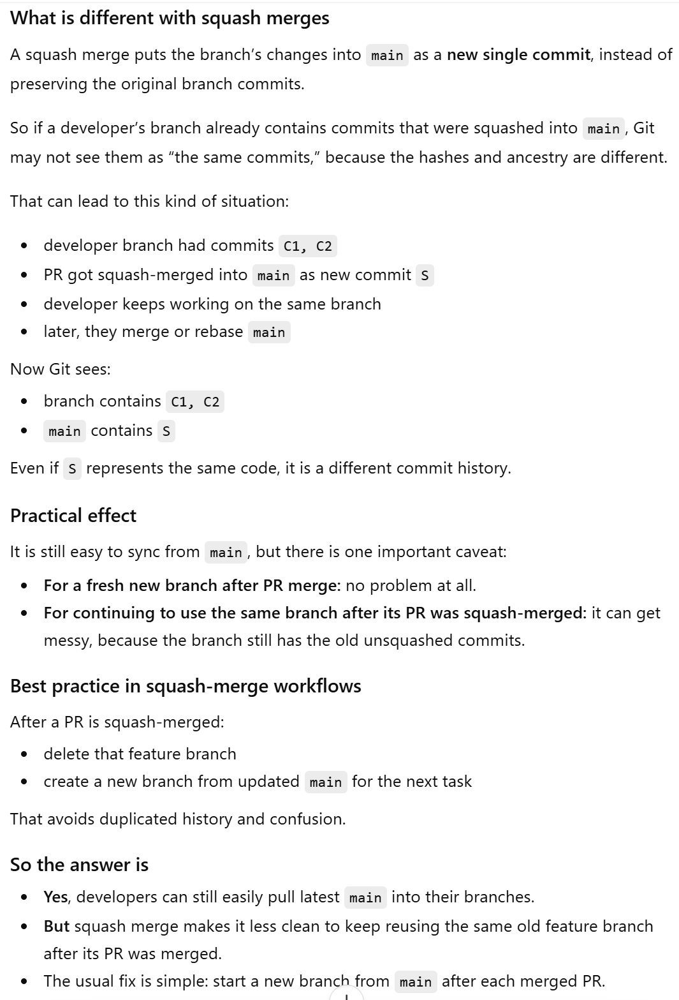 What is different with squash merges
A squash merge puts the branch’s changes into main as a new single commit, instead of
preserving the original branch commits.
So if a developer’s branch already contains commits that were squashed into main, Git
may not see them as “the same commits,” because the hashes and ancestry are different.
That can lead to this kind of situation:
• developer branch had commits C1, C2
• PR got squash-merged into main as new commit S
• developer keeps working on the same branch
• later, they merge or rebase main
Now Git sees:
• branch contains C1, C2
• main contains S
Even if S represents the same code, it is a different commit history.
Practical effect
It is still easy to sync from main, but there is one important caveat:
• For a fresh new branch after PR merge: no problem at all.
• For continuing to use the same branch after its PR was squash-merged: it can get
messy, because the branch still has the old unsquashed commits.
Best practice in squash-merge workflows
After a PR is squash-merged:
• delete that feature branch
• create a new branch from updated main for the next task
That avoids duplicated history and confusion.
So the answer is
• Yes, developers can still easily pull latest main into their branches.
• But squash merge makes it less clean to keep reusing the same old feature branch
after its PR was merged.
• The usual fix is simple: start a new branch from main after each merged PR.